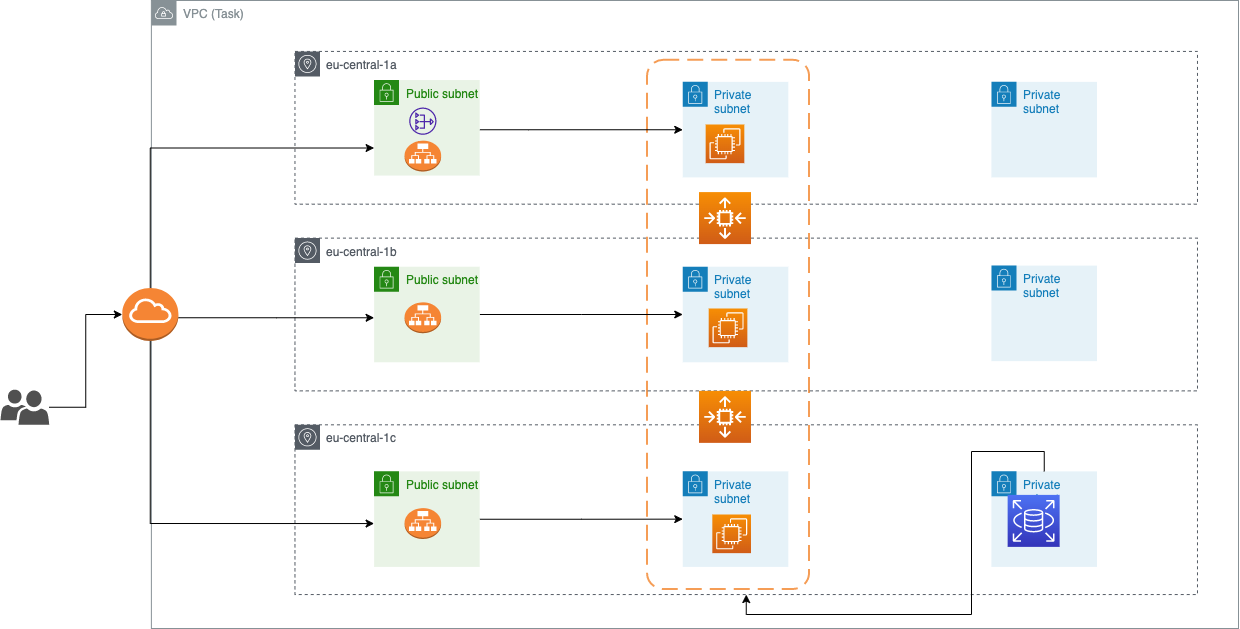 VPC (Task)
eu-central-1a
Public subnet
Private
subnet
Private
subnet
eu-central-1b
Public subnet
Private
subnet
Private
subnet
eu-central-1c
Public subnet
Private
subnet
Private